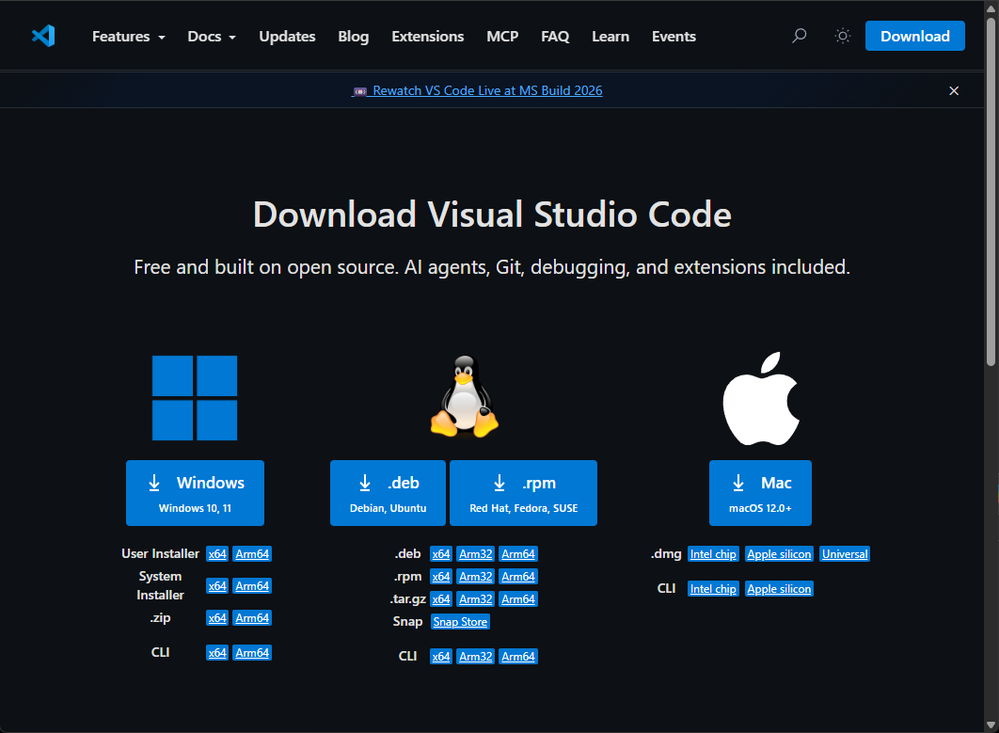 Features Docs Updates Blog Extensions MCP FAQ Learn Events Download
Rewatch VS Code Live at MS Build 2026
Download Visual Studio Code
Free and built on open source. AI agents, Git, debugging, and extensions included.
Windows
Windows 10, 11
User Installer x64 Arm64
System
Installer x64 Arm64
.zip x64 Arm64
CLI x64 Arm64
.deb
Debian, Ubuntu
.rpm
Red Hat, Fedora, SUSE
.deb x64 Arm32 Arm64
.rpm x64 Arm32 Arm64
.tar.gz x64 Arm32 Arm64
Snap Snap Store
CLI x64 Arm32 Arm64
Mac
macOS 12.0+
.dmg Intel chip Apple silicon Universal
CLI Intel chip Apple silicon